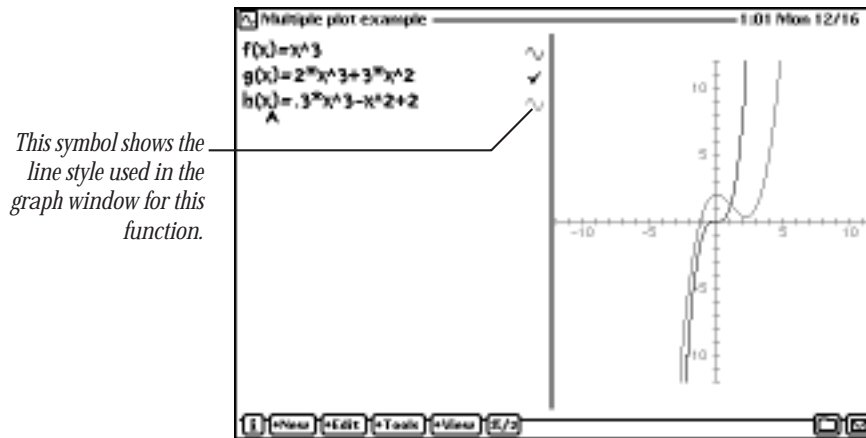 Multiple plot example
1:01 Mon 12/16
f(x)=x^3
g(x)=2*x^3+3*x^2
h(x)=.3*x^3-x^2+2
This symbol shows the
line style used in the
graph window for this
function.
10
5
-10
-5
5
10
-5
10
i
New
Edit
Tools
View